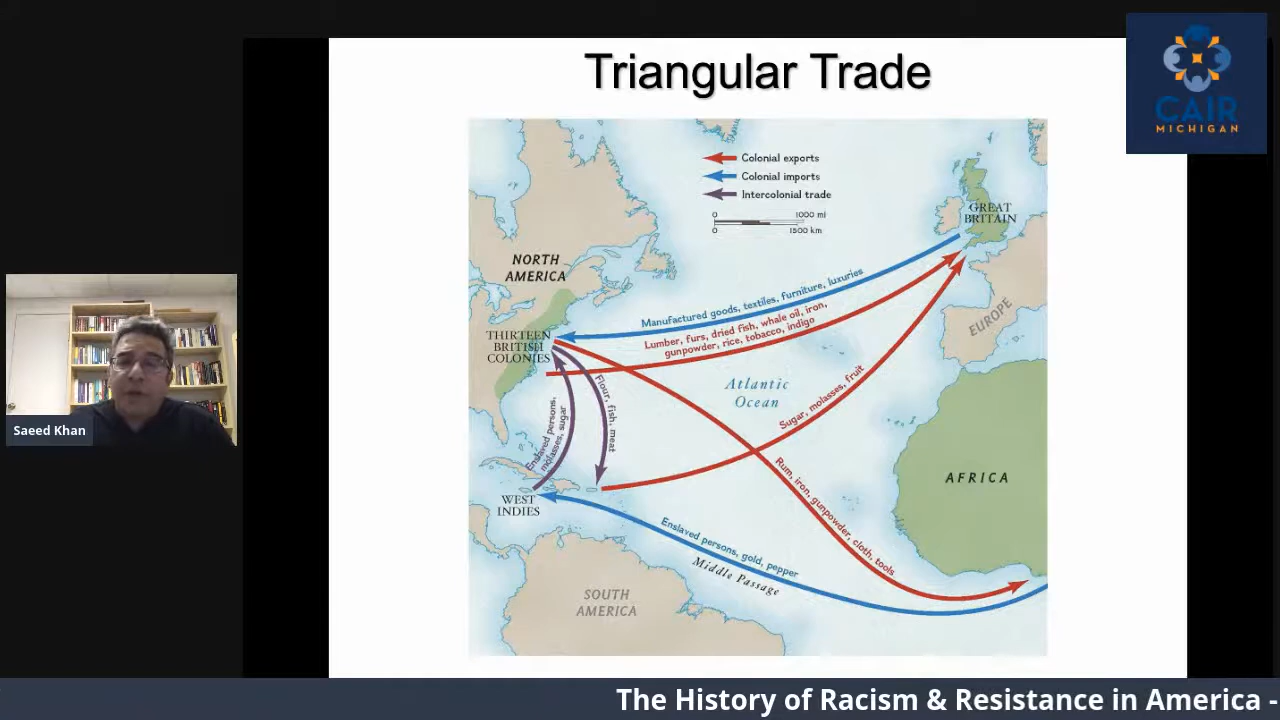 Triangular Trade
CAIR
MICHIGAN
Colonial exports
Colonial imports
Intercolonial trade
0 1000 mi
0 1500 km
GREAT
BRITAIN
NORTH
AMERICA
EUROPE
Manufactured goods, textiles, furniture, luxuries
Lumber, furs, dried fish, whale oil, iron,
gunpowder, rice, tobacco, indigo
THIRTEEN
BRITISH
COLONIES
Atlantic
Ocean
Flour, fish, meat
Sugar, molasses, fruit
Enslaved persons,
molasses, sugar
Saeed Khan
AFRICA
Rum, iron, gunpowder, cloth, tools
WEST
INDIES
Enslaved persons, gold, pepper
Middle Passage
SOUTH
AMERICA
The History of Racism & Resistance in America -